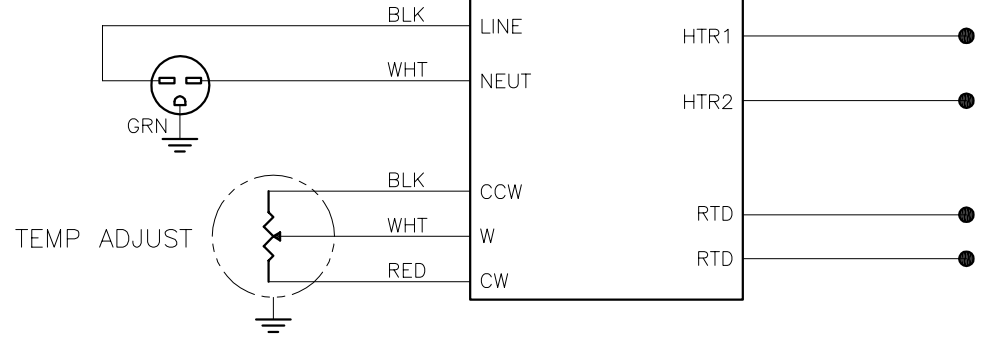 BLK
LINE
HTR1
WHT
NEUT
HTR2
GRN
BLK
CCW
RTD
WHT
W
TEMP ADJUST
RTD
RED
CW